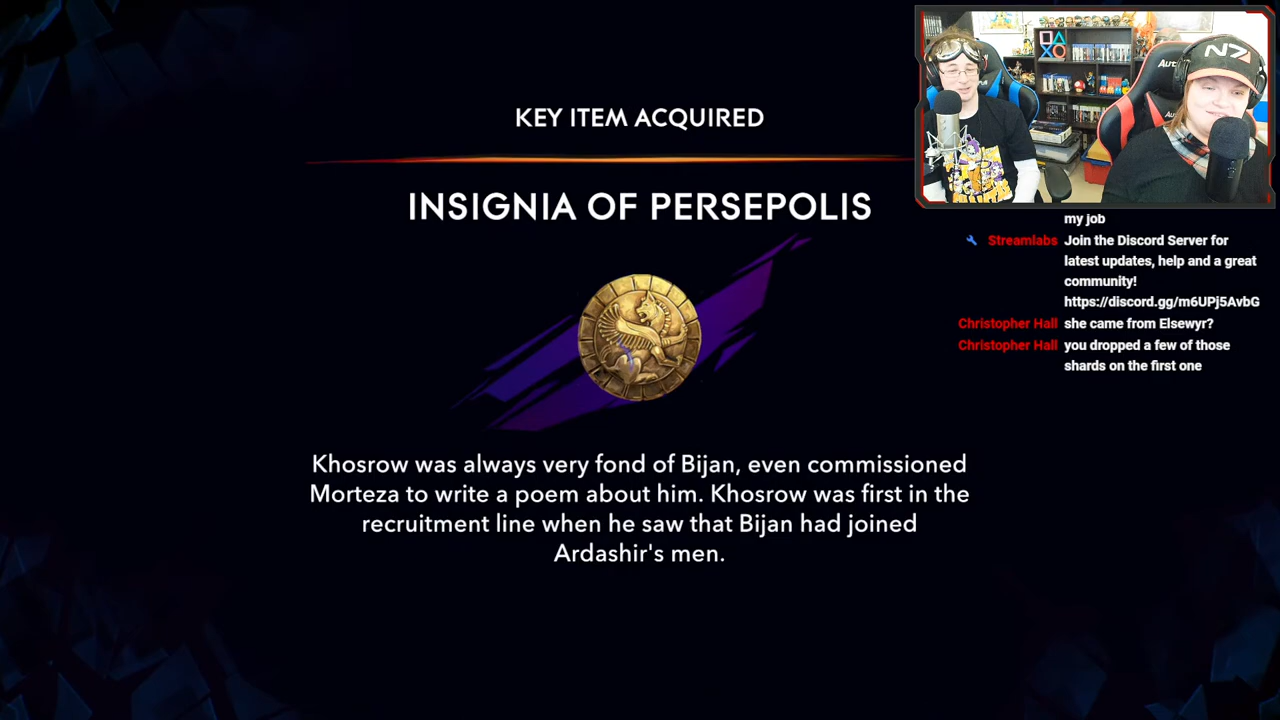 KEY ITEM ACQUIRED
INSIGNIA OF PERSEPOLIS
Khosrow was always very fond of Bijan, even commissioned
Morteza to write a poem about him. Khosrow was first in the
recruitment line when he saw that Bijan had joined
Ardashir's men.
N7
my job
Streamlabs Join the Discord Server for
latest updates, help and a great
community!
https://discord.gg/m6UPj5AvbG
Christopher Hall she came from Elsewyr?
Christopher Hall you dropped a few of those
shards on the first one